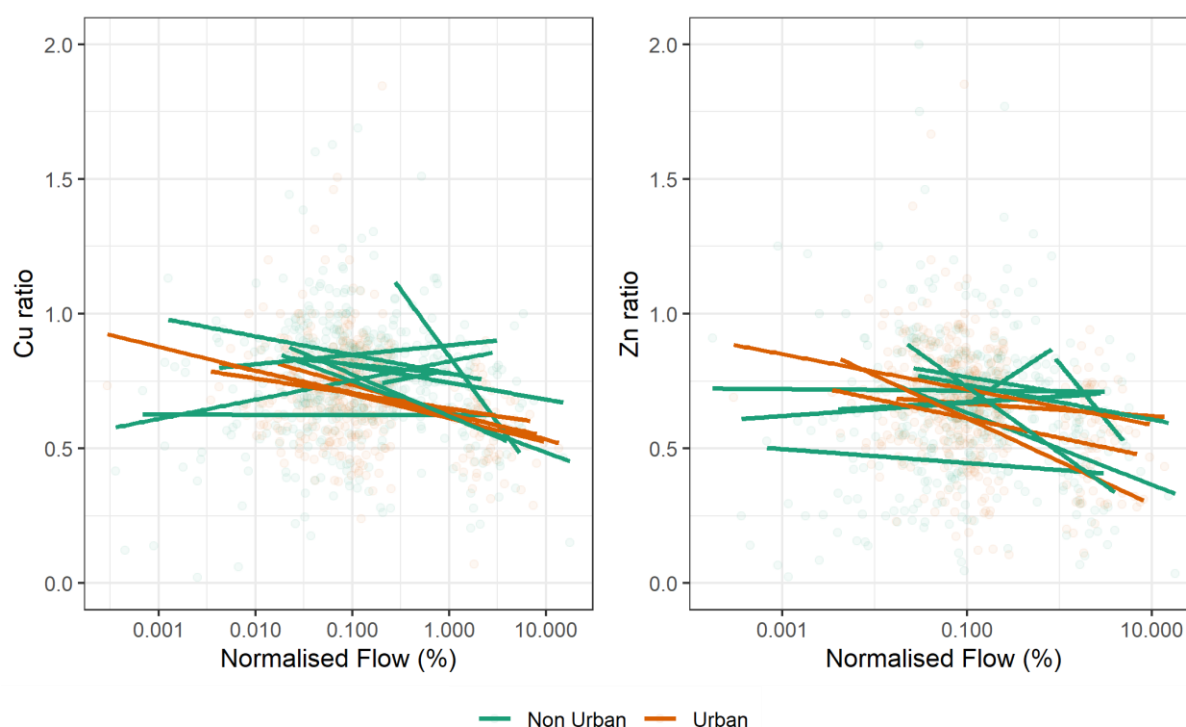 2.0
1.5
1.0
0.5
0.0
Cu ratio
0.001 0.010 0.100 1.000 10.000
Normalised Flow (%)
2.0
1.5
1.0
0.5
0.0
Zn ratio
0.001 0.100 10.000
Normalised Flow (%)
Non Urban Urban